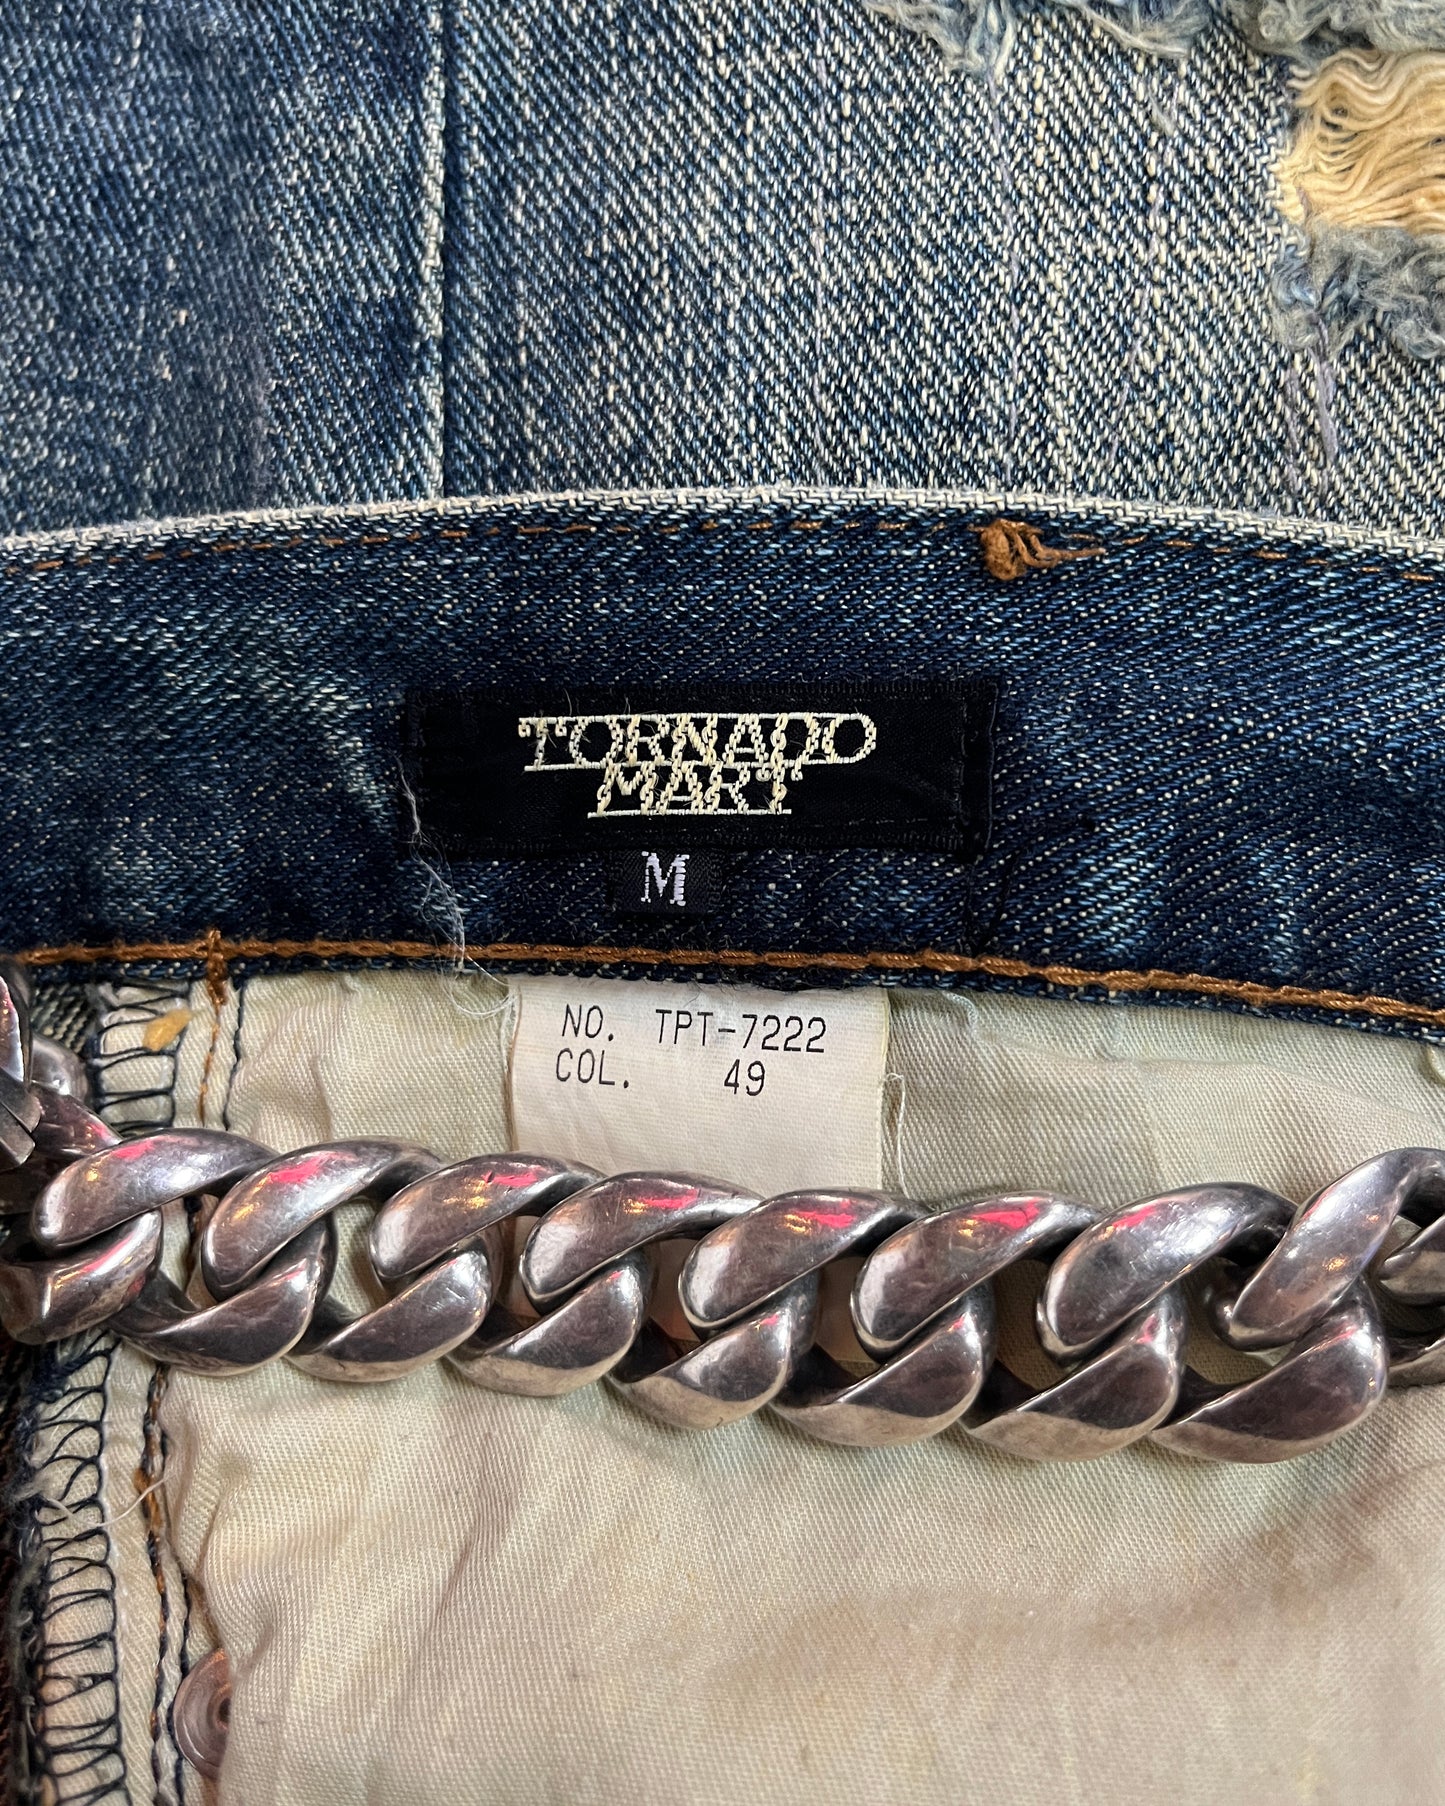 TORNADO
MART
M
NO. TPT-7222
COL. 49